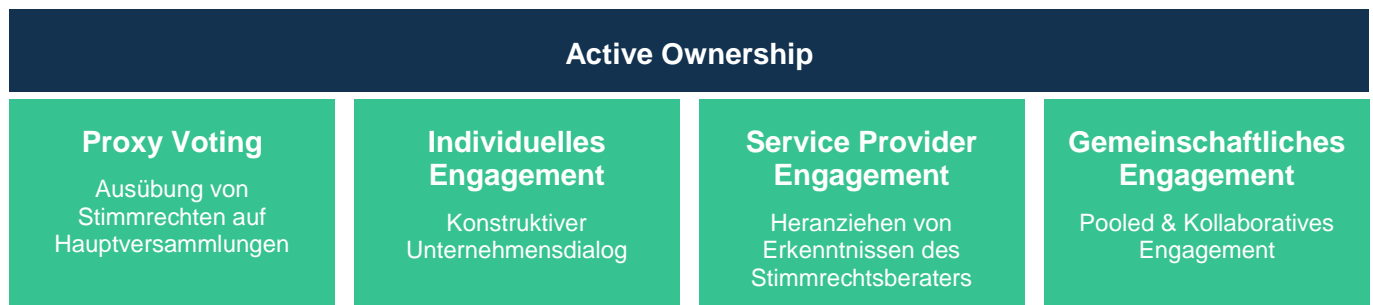 Active Ownership
Proxy Voting
Ausübung von
Stimmrechten auf
Hauptversammlungen
Individuelles
Engagement
Konstruktiver
Unternehmensdialog
Service Provider
Engagement
Heranziehen von
Erkenntnissen des
Stimmrechtsberaters
Gemeinschaftliches
Engagement
Pooled & Kollaboratives
Engagement